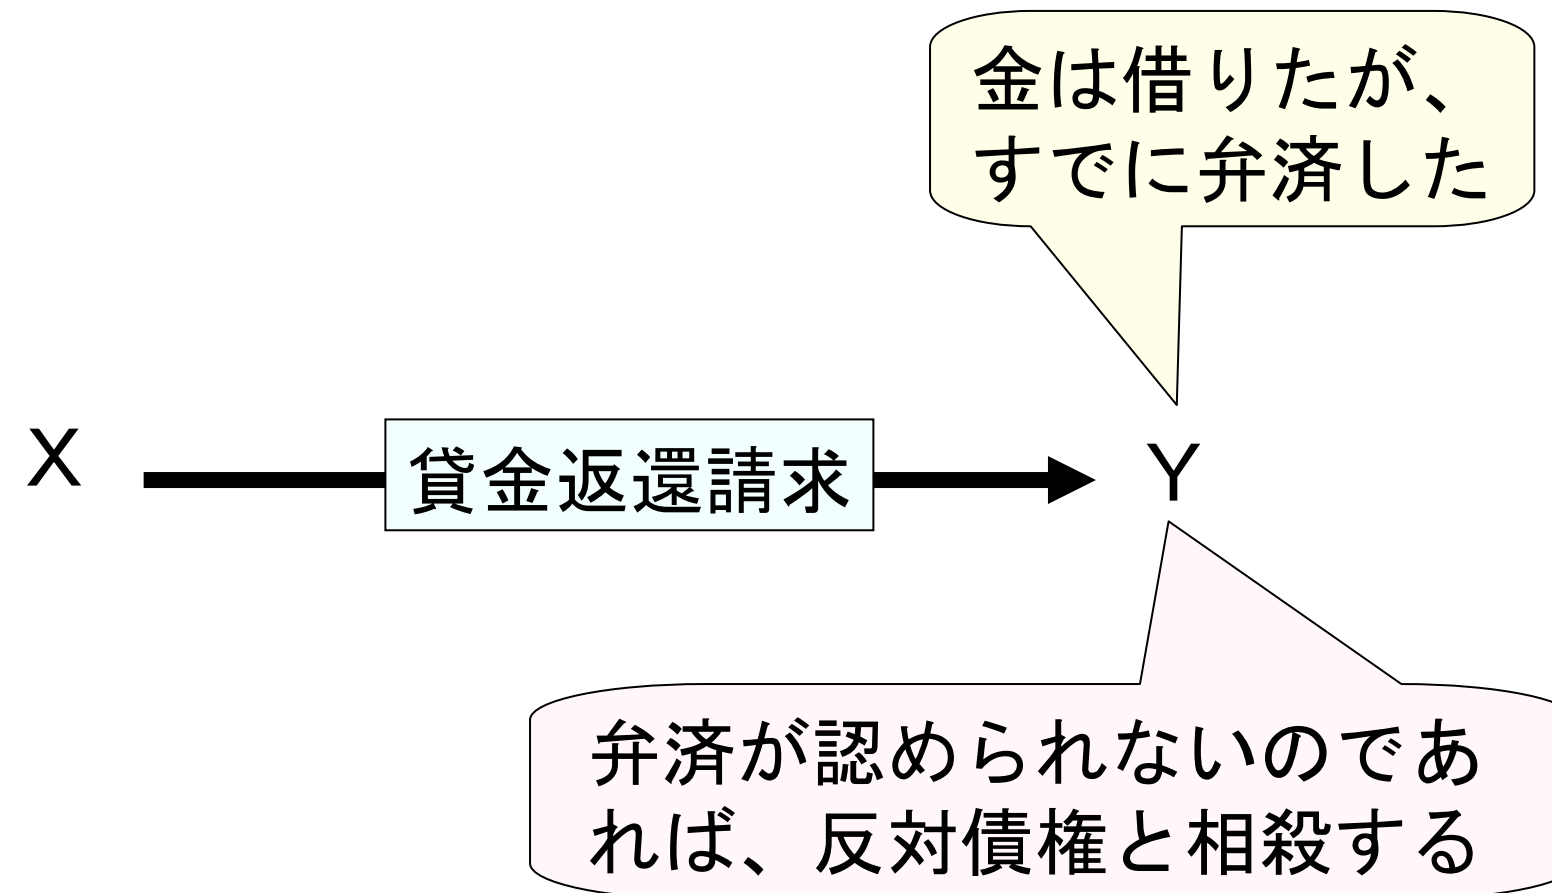 金は借りたが、
すでに弁済した
X
貸金返還請求
Y
弁済が認められないのであ
れば、反対債権と相殺する